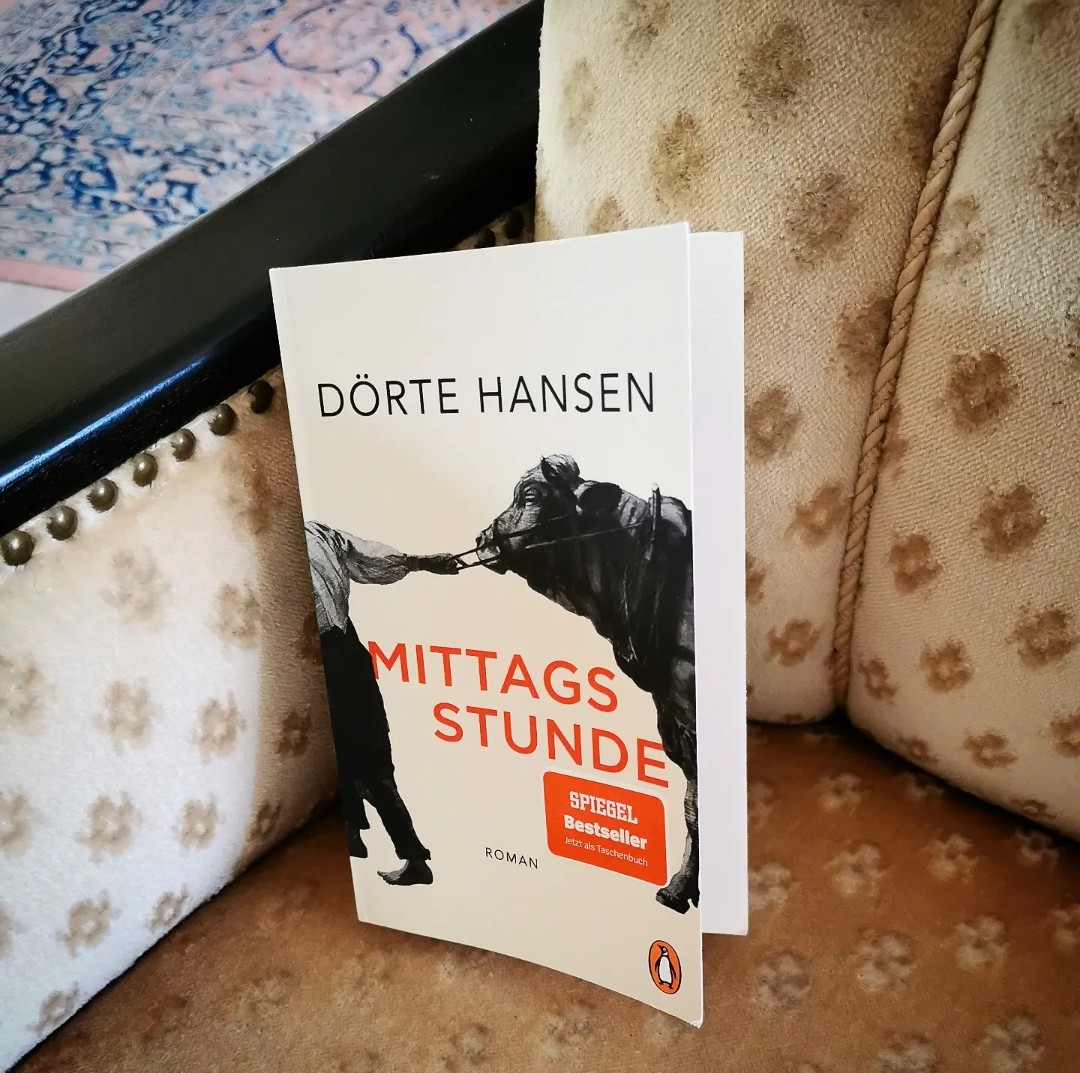 DÖRTE HANSEN
MITTAGS
STUNDE
SPIEGEL
Bestseller
Jetzt als Taschenbuch
ROMAN